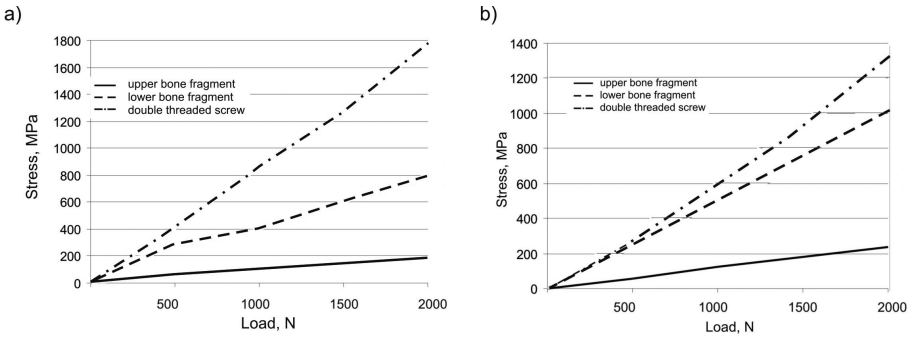 a)
Stress, MPa
1800
1600
1400
1200
1000
800
600
400
200
0
upper bone fragment
lower bone fragment
double threaded screw
500
1000
1500
2000
Load, N
b)
Stress, MPa
1400
1200
1000
800
600
400
200
0
upper bone fragment
lower bone fragment
double threaded screw
500
1000
1500
2000
Load, N